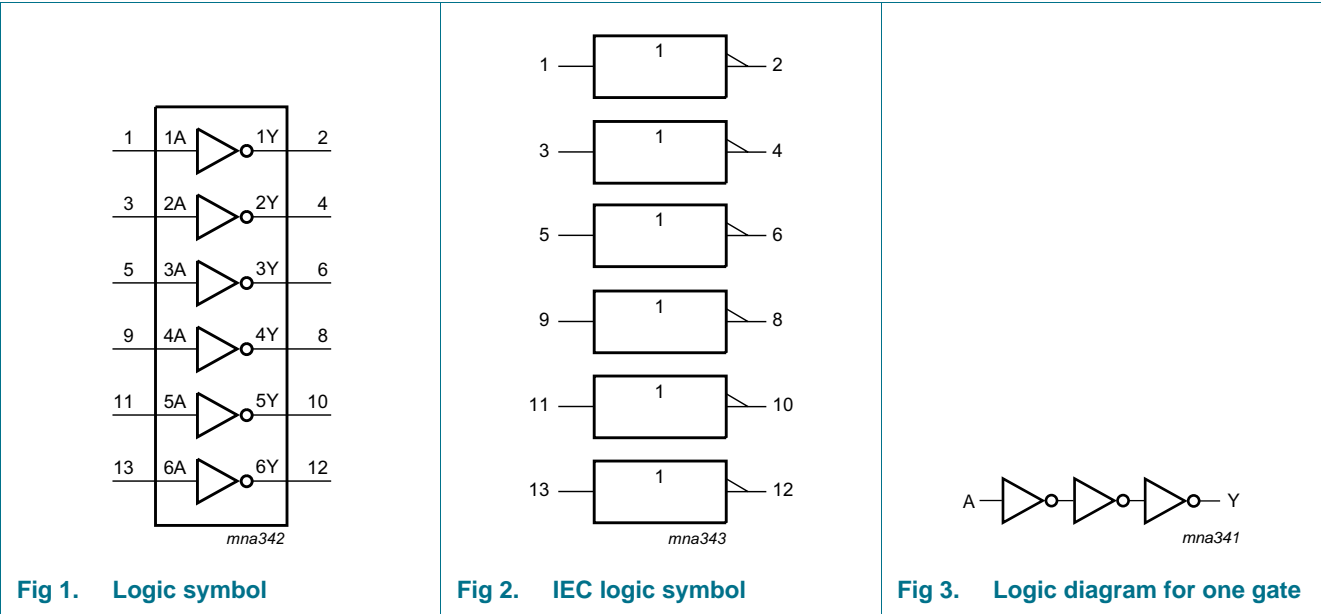 1 1A 1Y 2
3 2A 2Y 4
5 3A 3Y 6
9 4A 4Y 8
11 5A 5Y 10
13 6A 6Y 12
mna342
Fig 1. Logic symbol
1 1 2
3 1 4
5 1 6
9 1 8
11 1 10
13 1 12
mna343
Fig 2. IEC logic symbol
A Y
mna341
Fig 3. Logic diagram for one gate